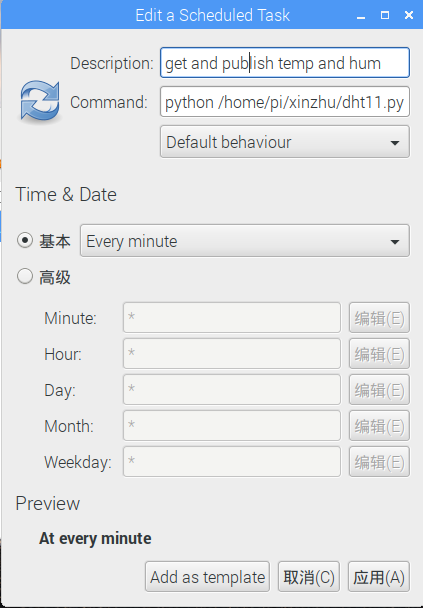 Edit a Scheduled Task
Description: get and publish temp and hum
Command: python /home/pi/xinzhu/dht11.py
Default behaviour
Time & Date
基本 Every minute
高级
Minute: * 编辑(E)
Hour: * 编辑(E)
Day: * 编辑(E)
Month: * 编辑(E)
Weekday: * 编辑(E)
Preview
At every minute
Add as template 取消(C) 应用(A)